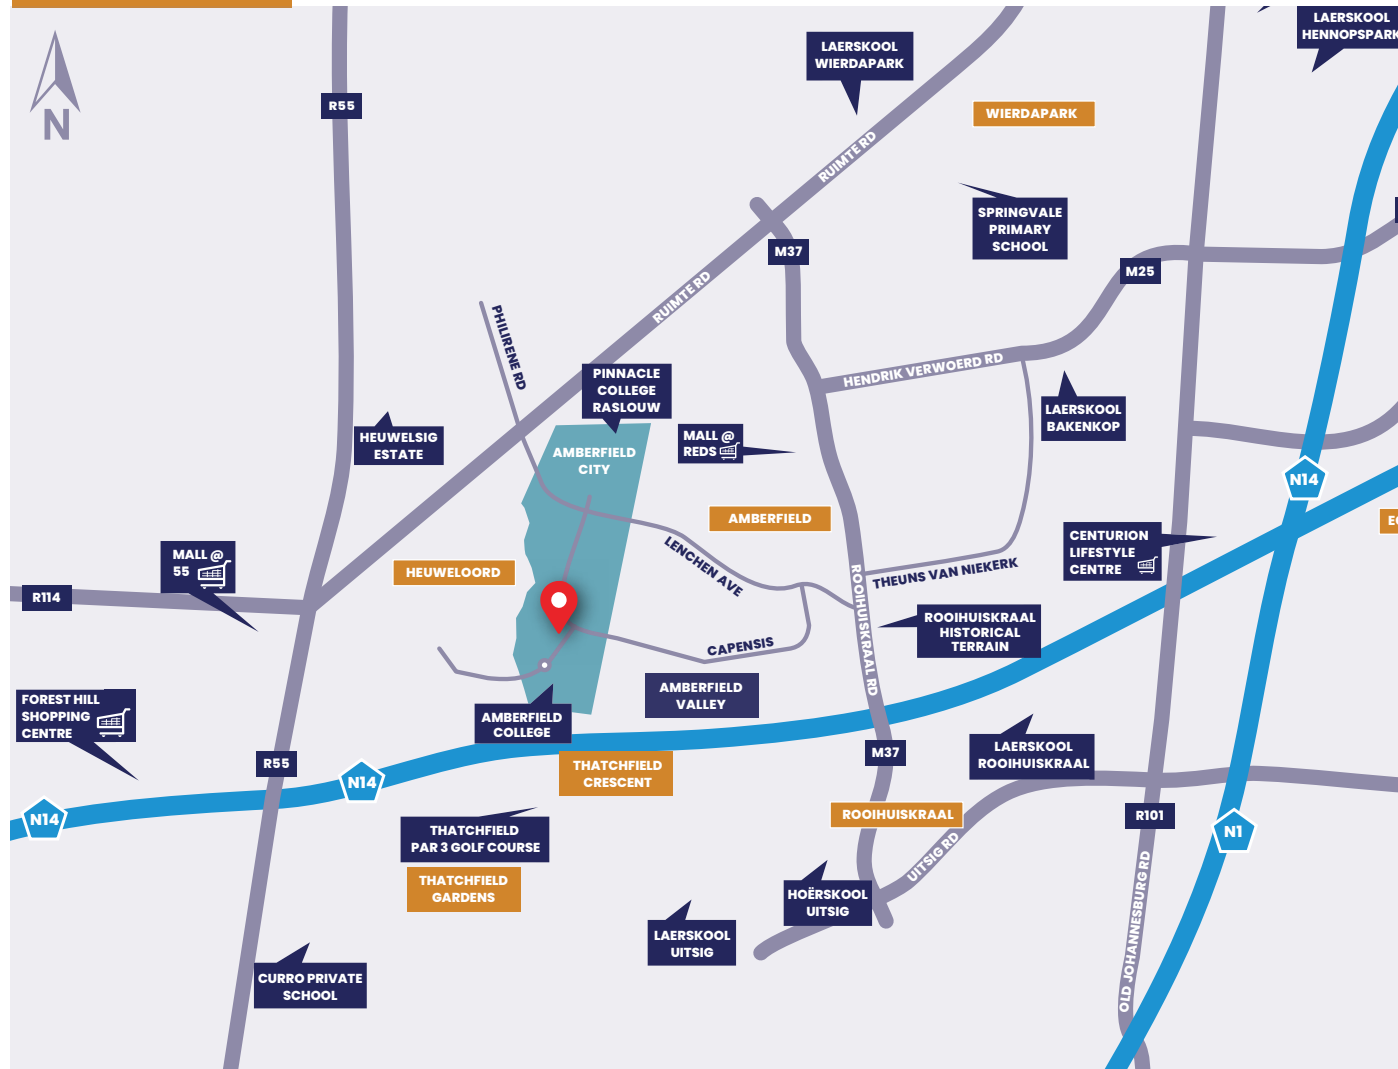 LAERSKOOL
HENNOPSPARK
LAERSKOOL
WIERDAPARK
R55
N
WIERDAPARK
RUIMTE RD
SPRINGVALE
PRIMARY
SCHOOL
M37
M25
RUIMTE RD
PHILIRENE RD
HENDRIK VERWOERD RD
PINNACLE
COLLEGE
RASLOUW
LAERSKOOL
BAKENKOP
HEUWELSIG
ESTATE
MALL @
REDS
AMBERFIELD
CITY
N14
AMBERFIELD
CENTURION
LIFESTYLE
CENTRE
MALL @
55
HEUWELOORD
LENCHEN AVE
THEUNS VAN NIEKERK
R114
ROOIHUISKRAAL RD
ROOIHUISKRAAL
HISTORICAL
TERRAIN
CAPENSIS
AMBERFIELD
VALLEY
FOREST HILL
SHOPPING
CENTRE
AMBERFIELD
COLLEGE
R55
M37
LAERSKOOL
ROOIHUISKRAAL
THATCHFIELD
CRESCENT
N14
N14
ROOIHUISKRAAL
R101
N1
THATCHFIELD
PAR 3 GOLF COURSE
UITSIG RD
THATCHFIELD
GARDENS
HOËRSKOOL
UITSIG
OLD JOHANNESBURG RD
LAERSKOOL
UITSIG
CURRO PRIVATE
SCHOOL